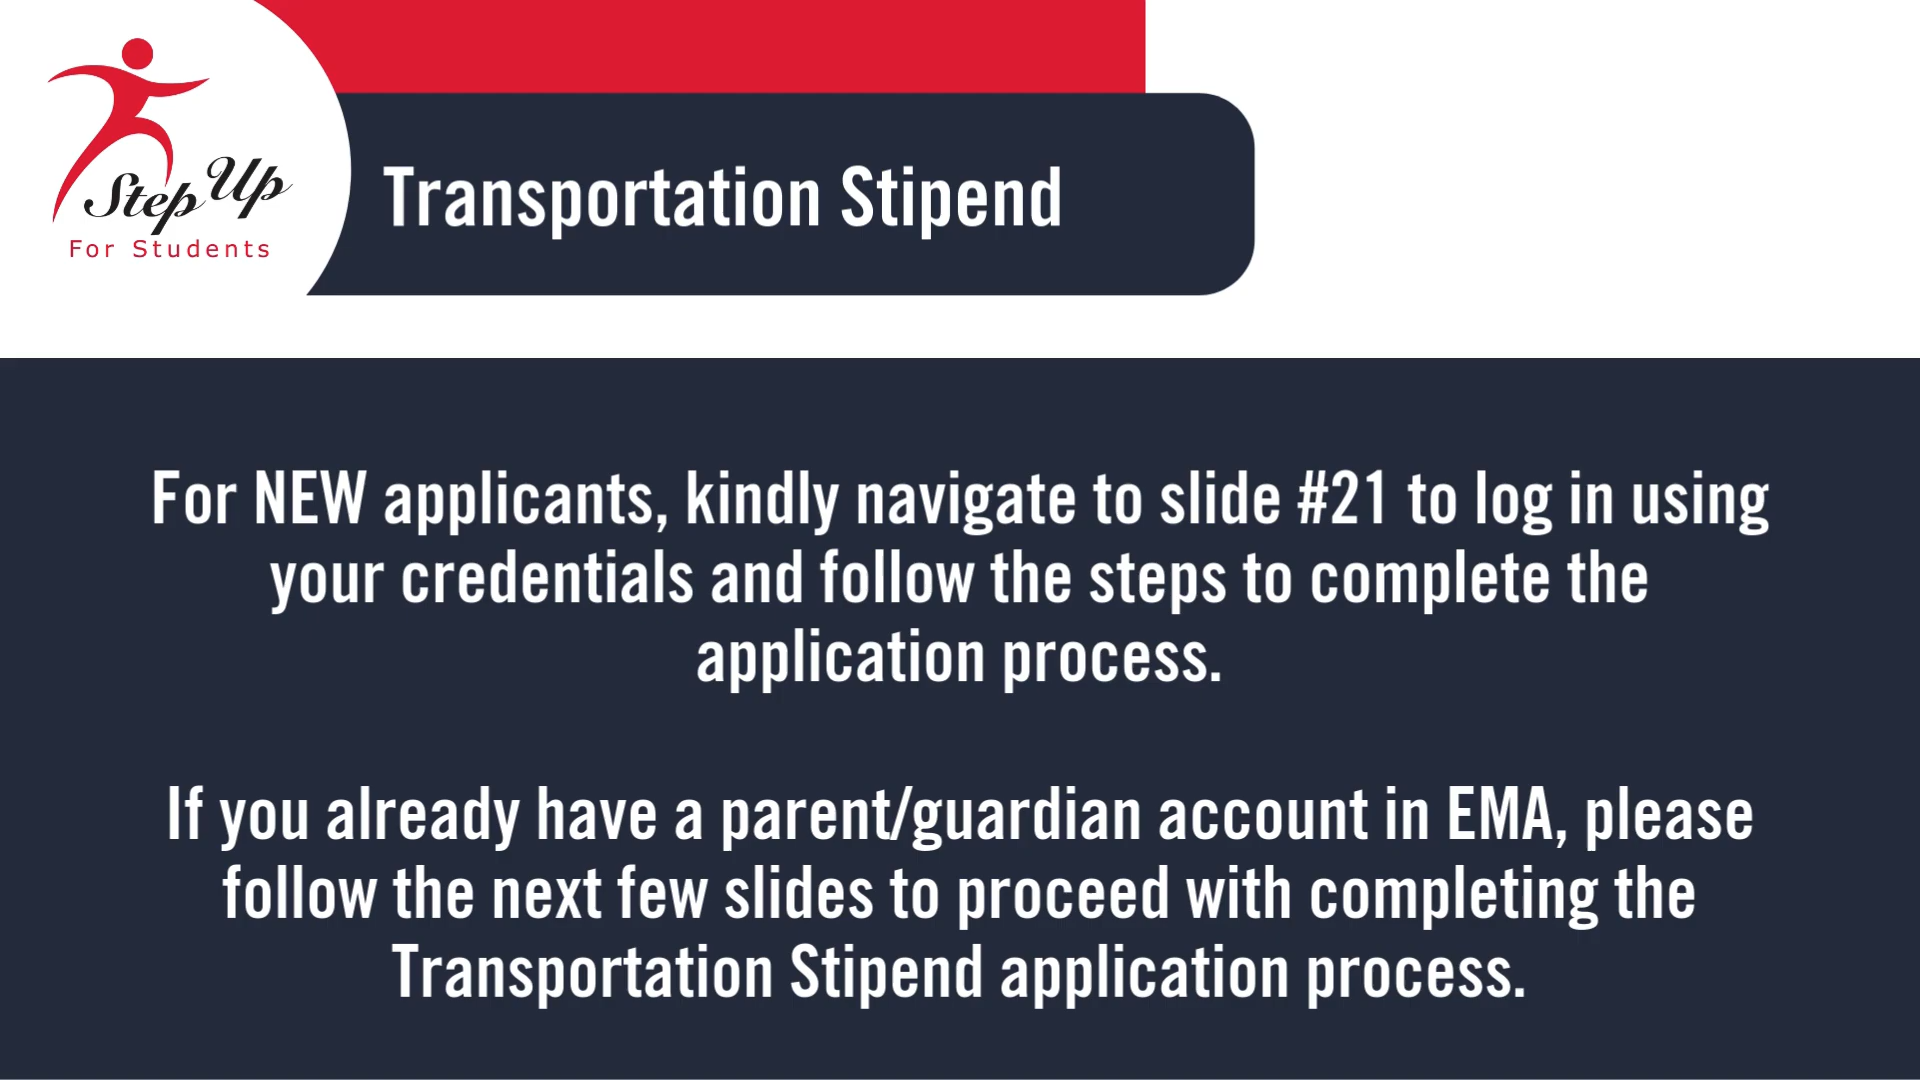 Step Up
For Students
Transportation Stipend
For NEW applicants, kindly navigate to slide #21 to log in using
your credentials and follow the steps to complete the
application process.
If you already have a parent/guardian account in EMA, please
follow the next few slides to proceed with completing the
Transportation Stipend application process.